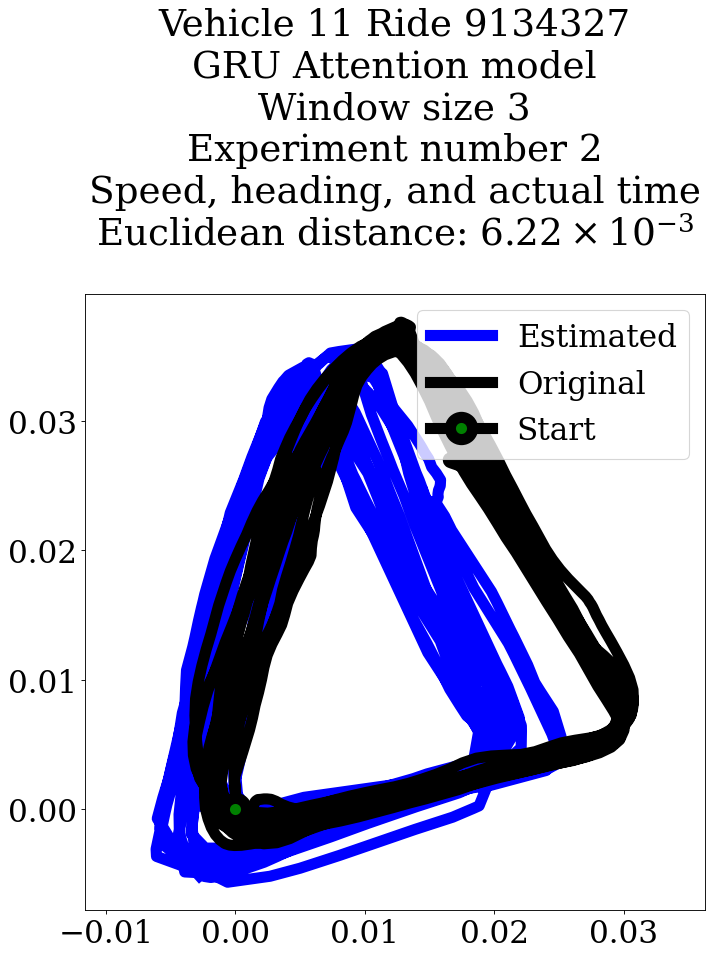 Vehicle 11 Ride 9134327
GRU Attention model
Window size 3
Experiment number 2
Speed, heading, and actual time
Euclidean distance: 6.22 × 10⁻³
Estimated
Original
Start
0.03
0.02
0.01
0.00
−0.01 0.00 0.01 0.02 0.03